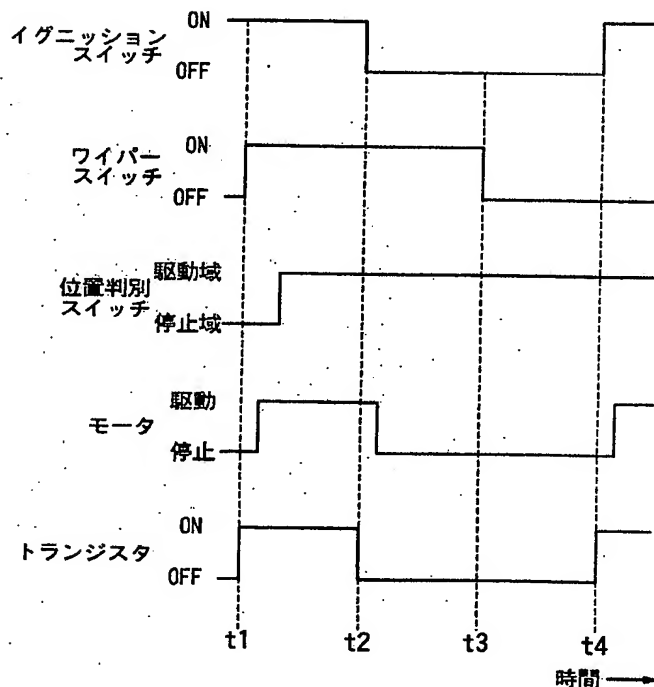 イグニッション
スイッチ
ON
OFF
ワイパー
スイッチ
ON
OFF
位置判別
スイッチ
駆動域
停止域
モータ
駆動
停止
トランジスタ
ON
OFF
t1
t2
t3
t4
時間